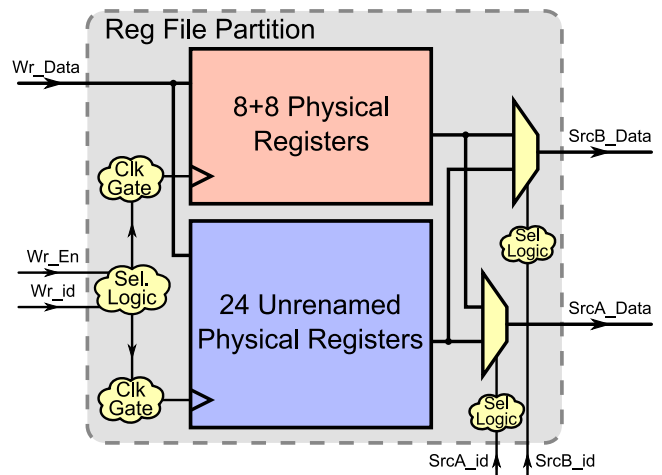 Reg File Partition
Wr_Data
8+8 Physical
Registers
SrcB_Data
Clk
Gate
Sel
Logic
Wr_En
Wr_id
Sel.
Logic
24 Unrenamed
Physical Registers
SrcA_Data
Clk
Gate
Sel
Logic
SrcA_id
SrcB_id